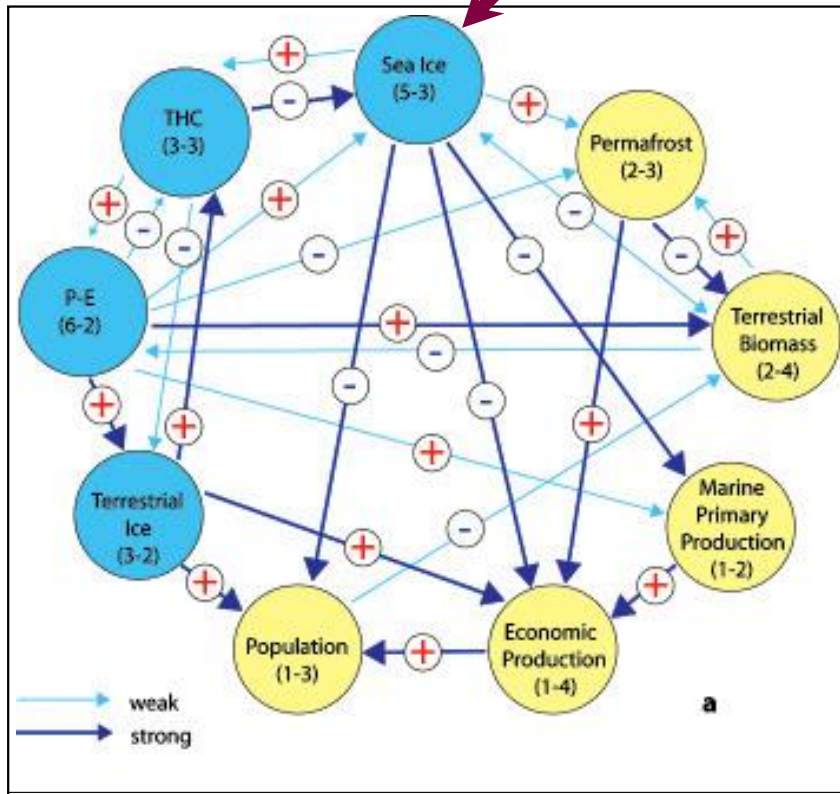 Sea Ice
(5-3)
THC
(3-3)
Permafrost
(2-3)
P-E
(6-2)
Terrestrial
Biomass
(2-4)
Terrestrial
Ice
(3-2)
Marine
Primary
Production
(1-2)
Population
(1-3)
Economic
Production
(1-4)
weak
strong
a
+
-
+
+
+
-
-
-
-
+
-
-
+
-
+
-
-
+
+
+
-
+
+
+
+